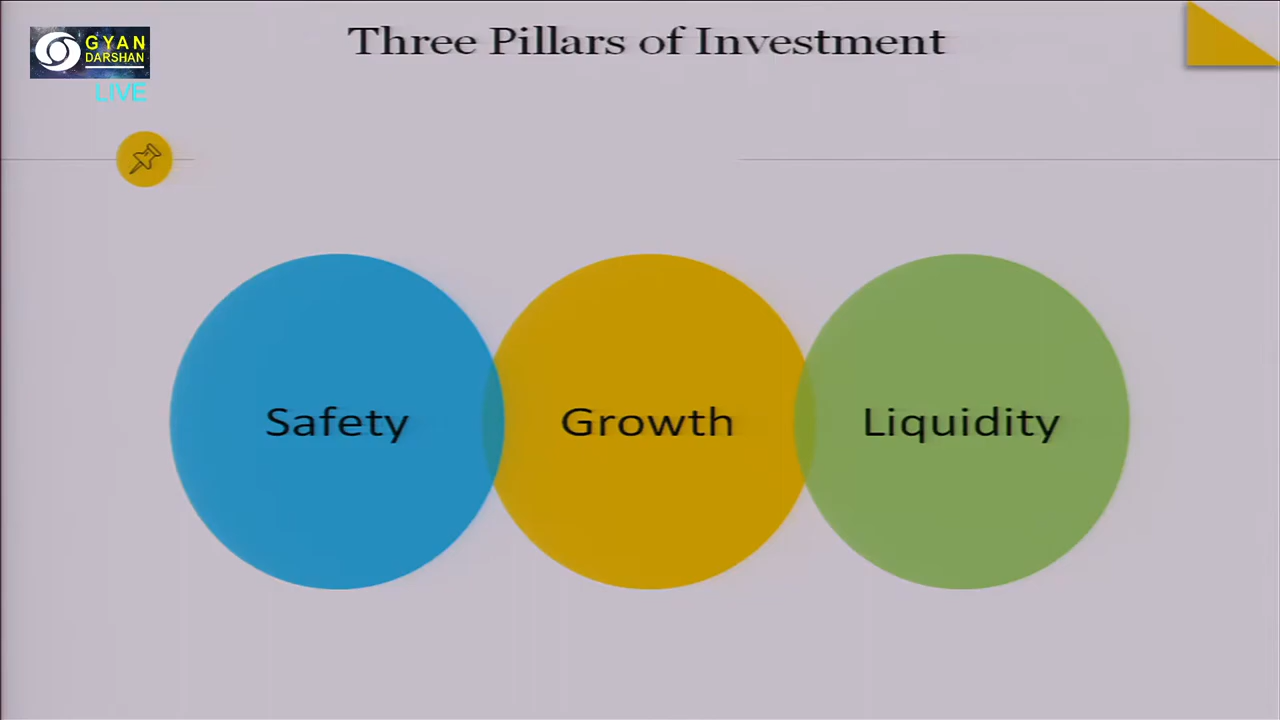 Three Pillars of Investment
GYAN
DARSHAN
LIVE
Safety
Growth
Liquidity